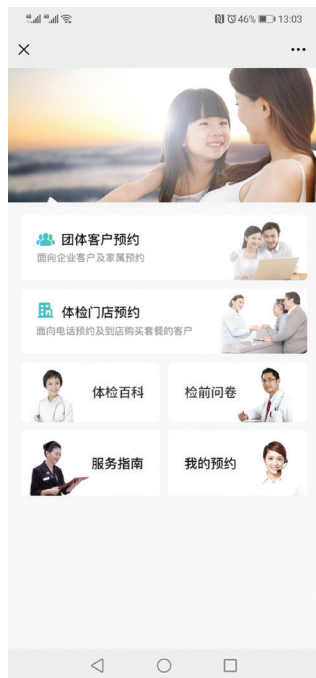 46% 13:03
团体客户预约
面向企业客户及家属预约
体检门店预约
面向电话预约及到店购买套餐的客户
体检百科
检前问卷
服务指南
我的预约